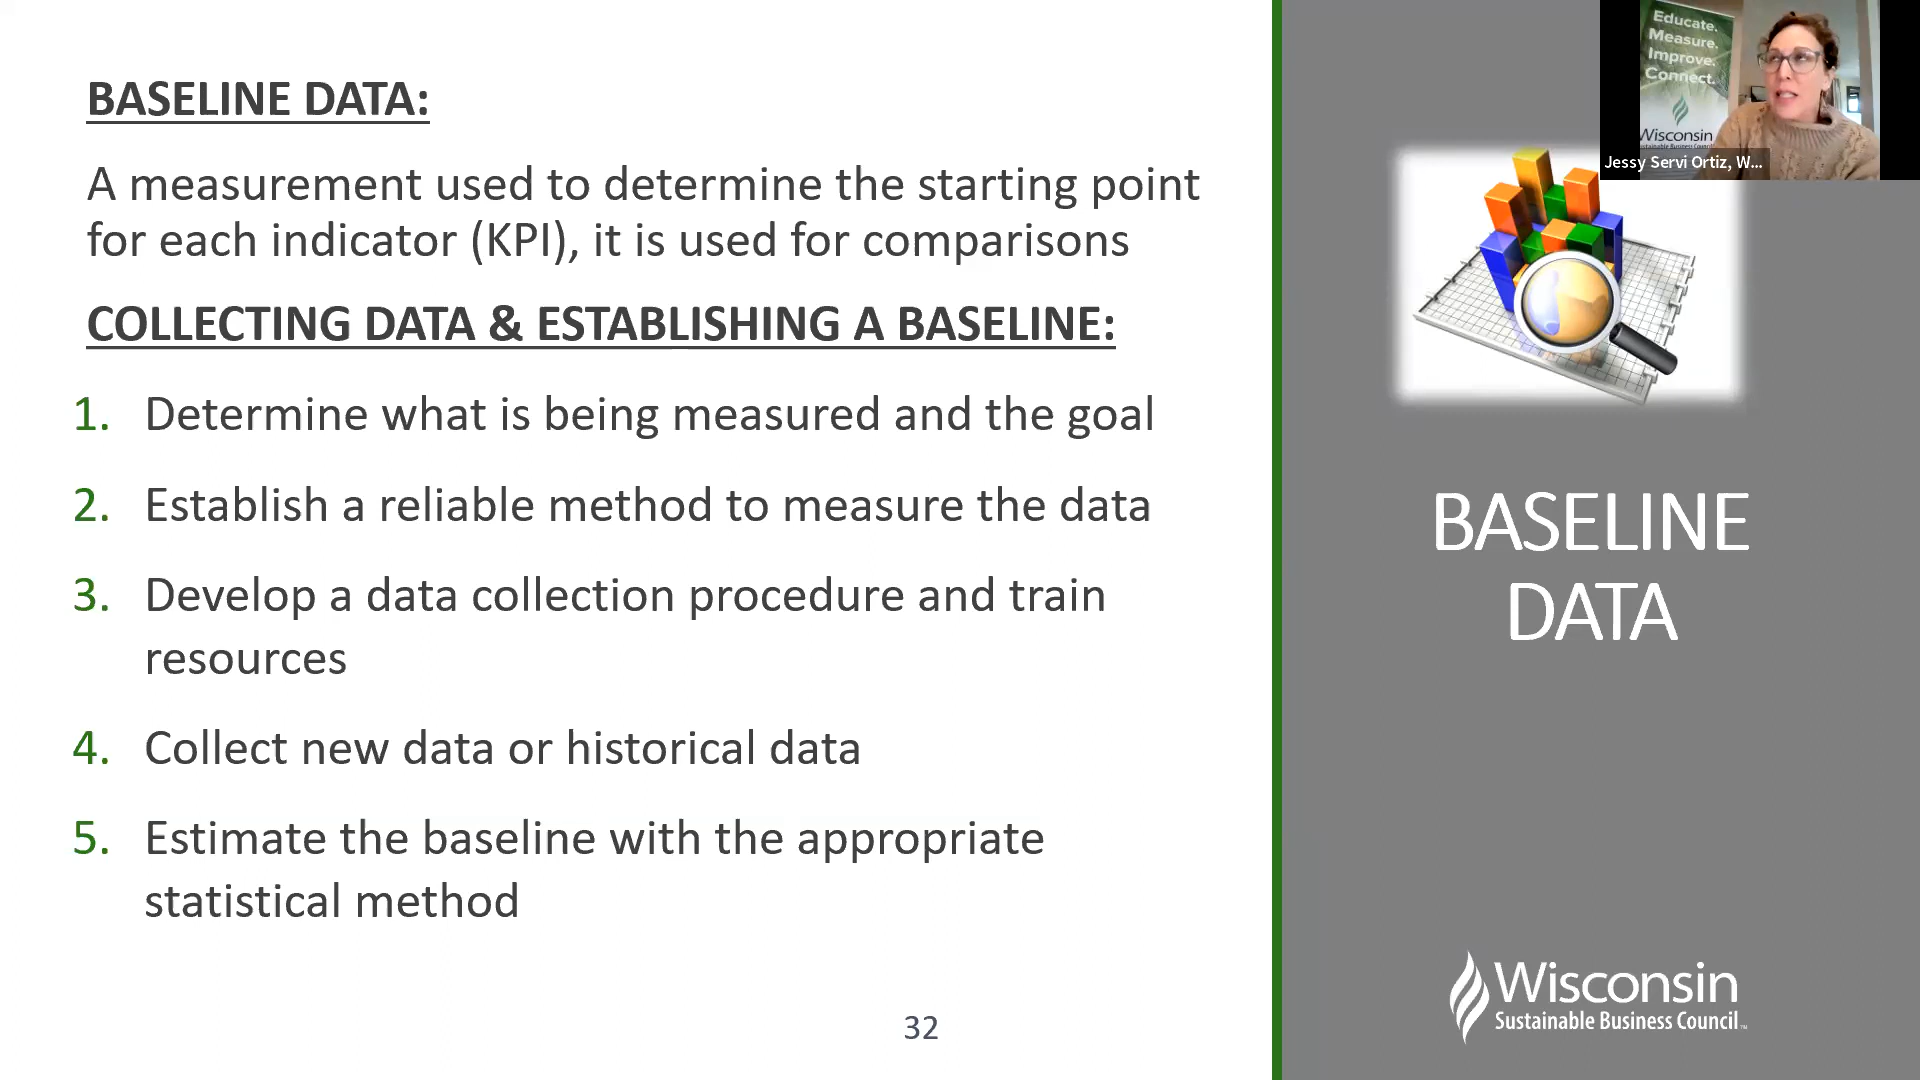 BASELINE DATA:
A measurement used to determine the starting point
for each indicator (KPI), it is used for comparisons
COLLECTING DATA & ESTABLISHING A BASELINE:
1. Determine what is being measured and the goal
2. Establish a reliable method to measure the data
3. Develop a data collection procedure and train
resources
4. Collect new data or historical data
5. Estimate the baseline with the appropriate
statistical method
32
Educate.
Measure.
Improve.
Connect.
Wisconsin
Sustainable Business Council
Jessy Servi Ortiz, W...
BASELINE
DATA
Wisconsin
Sustainable Business Council™